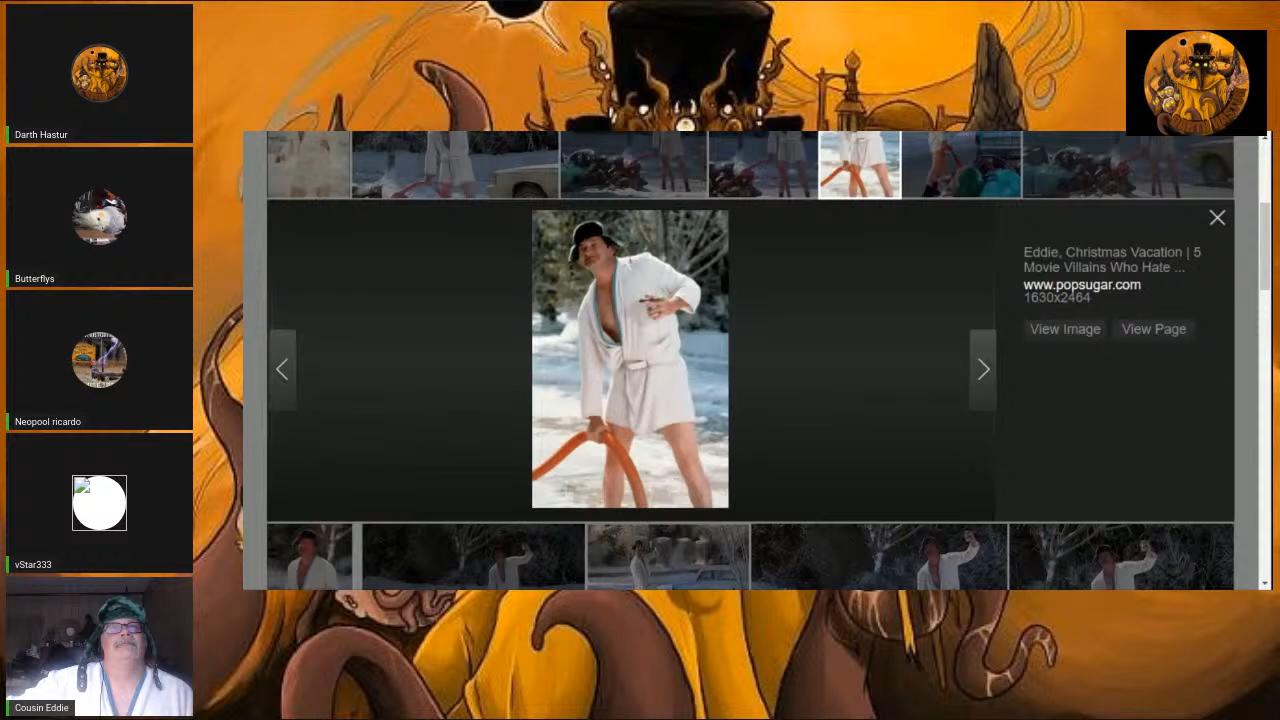 Darth Hastur
Butterflys
Neopool ricardo
vStar333
Cousin Eddie
Eddie, Christmas Vacation | 5
Movie Villains Who Hate ...
www.popsugar.com
1630x2464
View Image
View Page